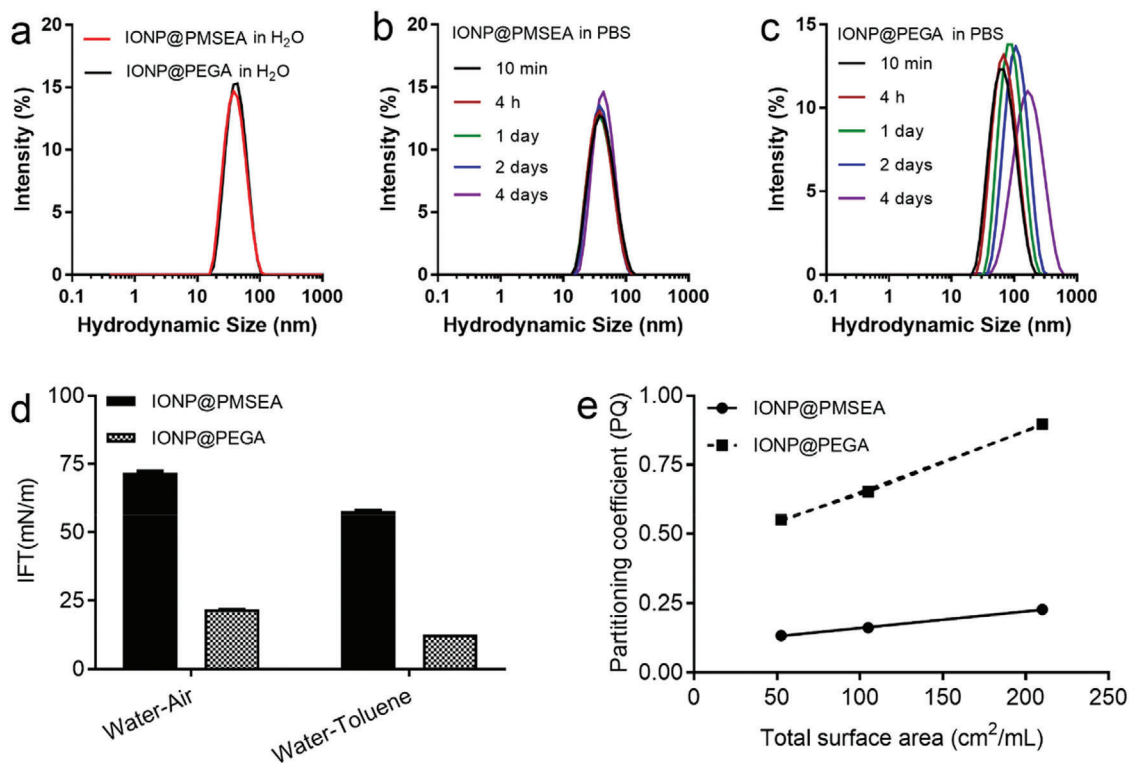 a
IONP@PMSEA in H₂O
IONP@PEGA in H₂O
20
15
10
5
0
Intensity (%)
0.1 1 10 100 1000
Hydrodynamic Size (nm)
b
IONP@PMSEA in PBS
10 min
4 h
1 day
2 days
4 days
20
15
10
5
0
Intensity (%)
0.1 1 10 100 1000
Hydrodynamic Size (nm)
c
IONP@PEGA in PBS
10 min
4 h
1 day
2 days
4 days
15
10
5
0
Intensity (%)
0.1 1 10 100 1000
Hydrodynamic Size (nm)
d
IONP@PMSEA
IONP@PEGA
100
75
50
25
0
IFT(mN/m)
Water-Air
Water-Toluene
e
IONP@PMSEA
IONP@PEGA
1.00
0.75
0.50
0.25
0.00
Partitioning coefficient (PQ)
0 50 100 150 200 250
Total surface area (cm²/mL)